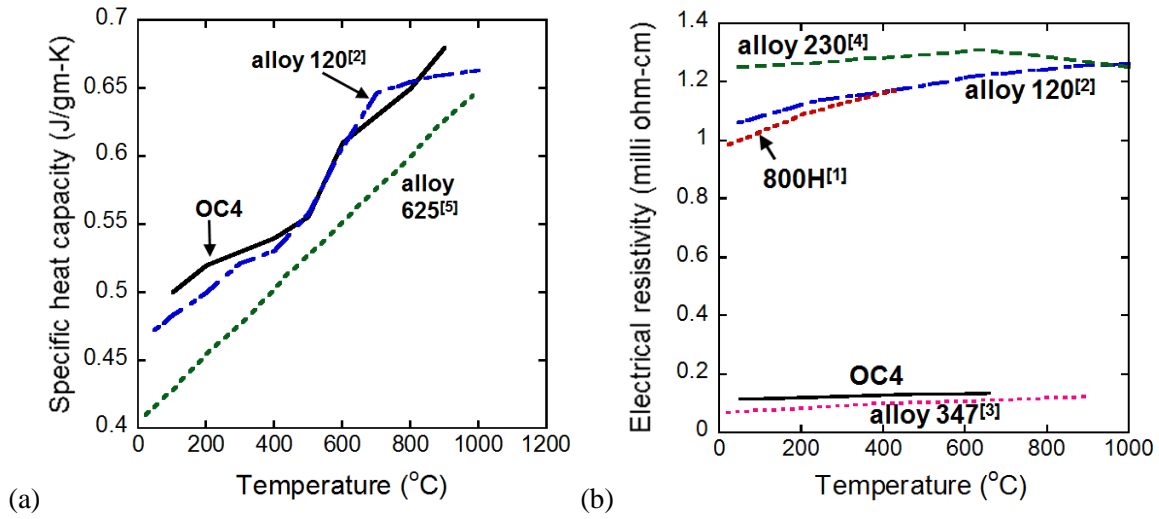 Specific heat capacity (J/gm-K)
0.7
0.65
0.6
0.55
0.5
0.45
0.4
alloy 120[2]
OC4
alloy
625[5]
0 200 400 600 800 1000 1200
Temperature (°C)
(a)
Electrical resistivity (milli ohm-cm)
1.4
1.2
1
0.8
0.6
0.4
0.2
0
alloy 230[4]
alloy 120[2]
800H[1]
OC4
alloy 347[3]
0 200 400 600 800 1000
Temperature (°C)
(b)